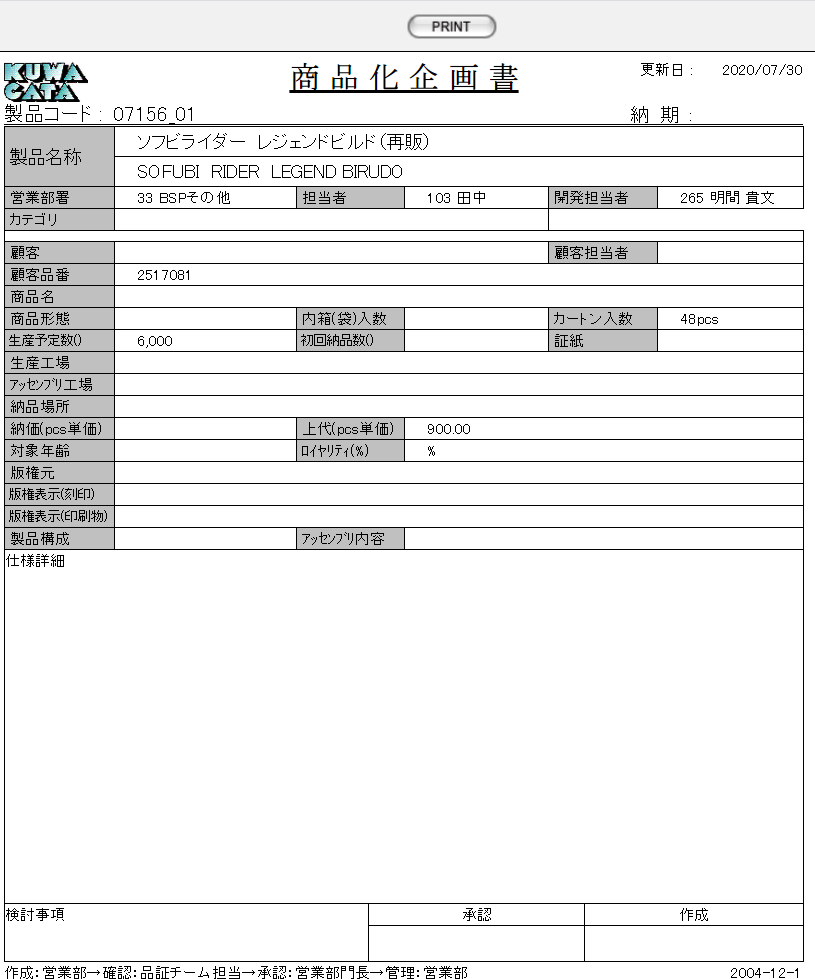 PRINT
KUWA
GATA
商品化企画書
更新日： 2020/07/30
製品コード： 07156_01
納 期：
製品名称 ソフビライダー レジェンドビルド（再販）
SOFUBI RIDER LEGEND BIRUDO
営業部署 33 BSPその他 担当者 103 田中 開発担当者 265 明間 貴文
カテゴリ
顧客 顧客担当者
顧客品番 2517081
商品名
商品形態 内箱(袋)入数 カートン入数 48pcs
生産予定数() 6,000 初回納品数() 証紙
生産工場
アッセンブリ工場
納品場所
納価(pcs単価) 上代(pcs単価) 900.00
対象年齢 ロイヤリティ(%) %
版権元
版権表示(刻印)
版権表示(印刷物)
製品構成 アッセンブリ内容
仕様詳細
検討事項 承認 作成
作成：営業部→確認：品証チーム担当→承認：営業部門長→管理：営業部 2004-12-1